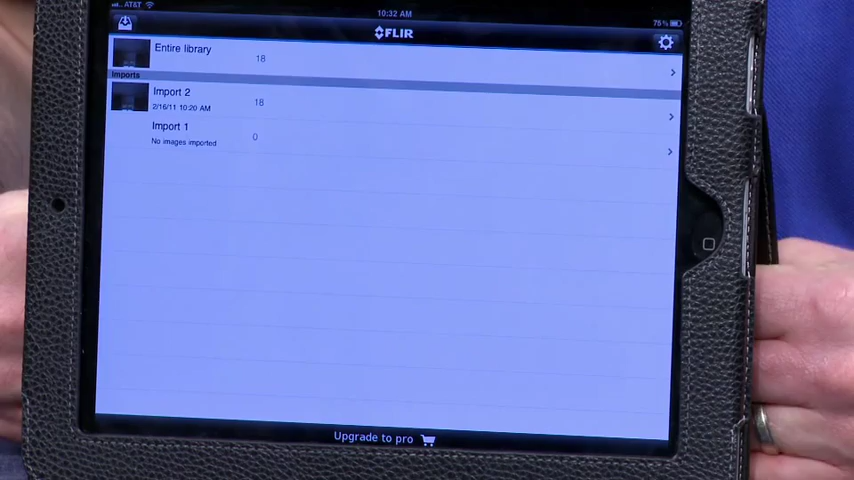 AT&T
10:32 AM
75%
FLIR
Entire library
18
Imports
Import 2
18
2/16/11 10:20 AM
Import 1
0
No images imported
Upgrade to pro